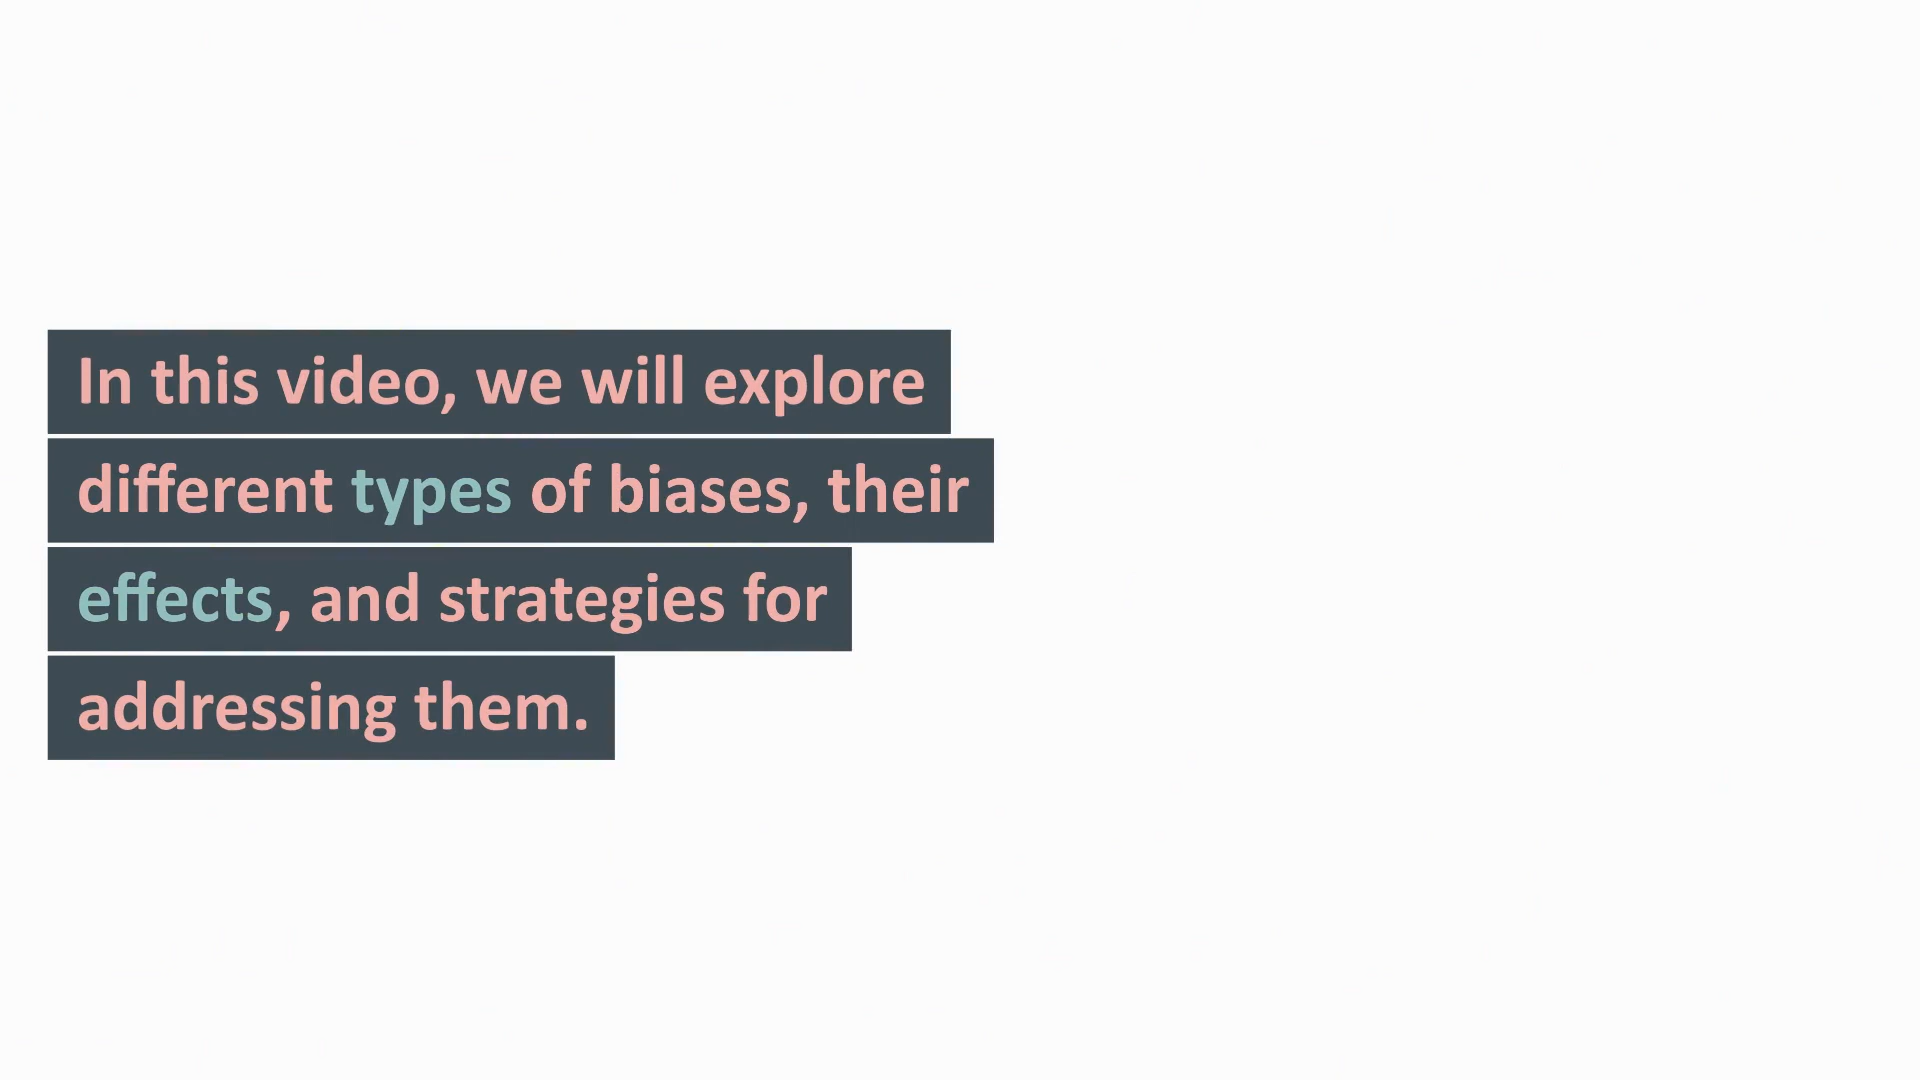 In this video, we will explore
different types of biases, their
effects, and strategies for
addressing them.